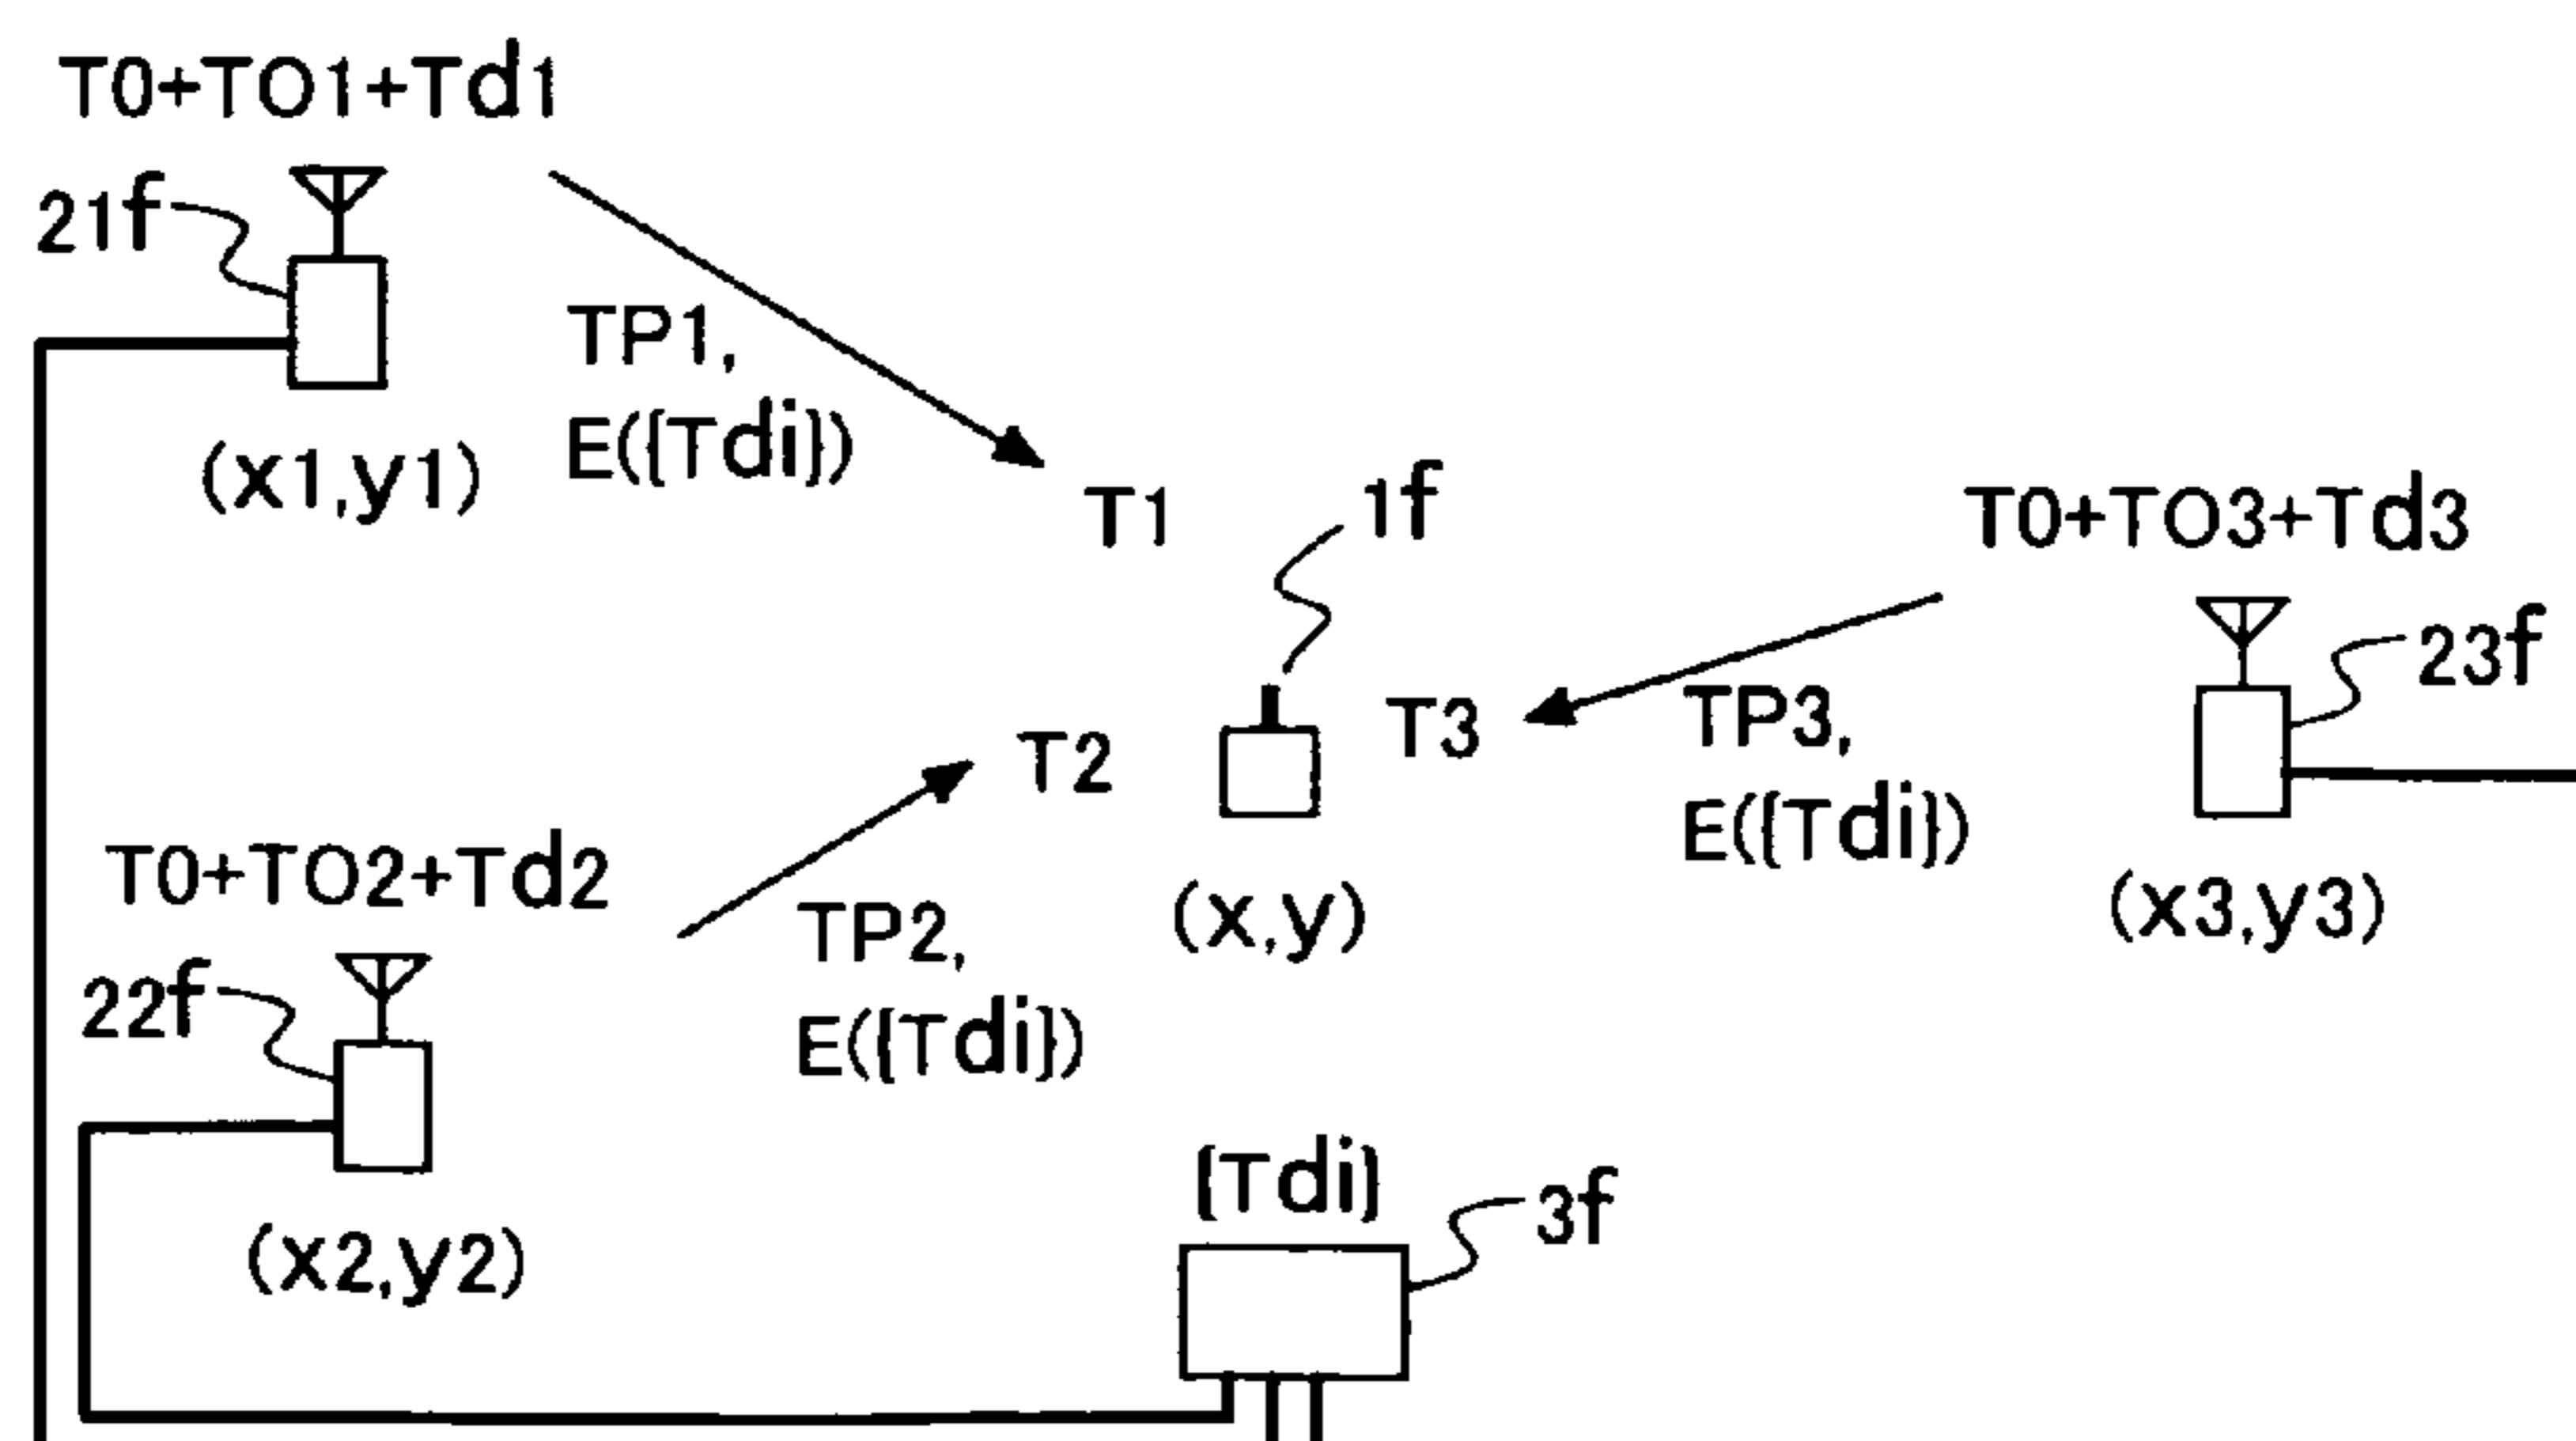 T0+TO1+Td1
21f
TP1,
E({Tdi})
(x1,y1)
T1
1f
T0+TO3+Td3
23f
T2
T3
TP3,
E({Tdi})
T0+TO2+Td2
TP2,
E({Tdi})
(x,y)
(x3,y3)
22f
{Tdi}
3f
(x2,y2)